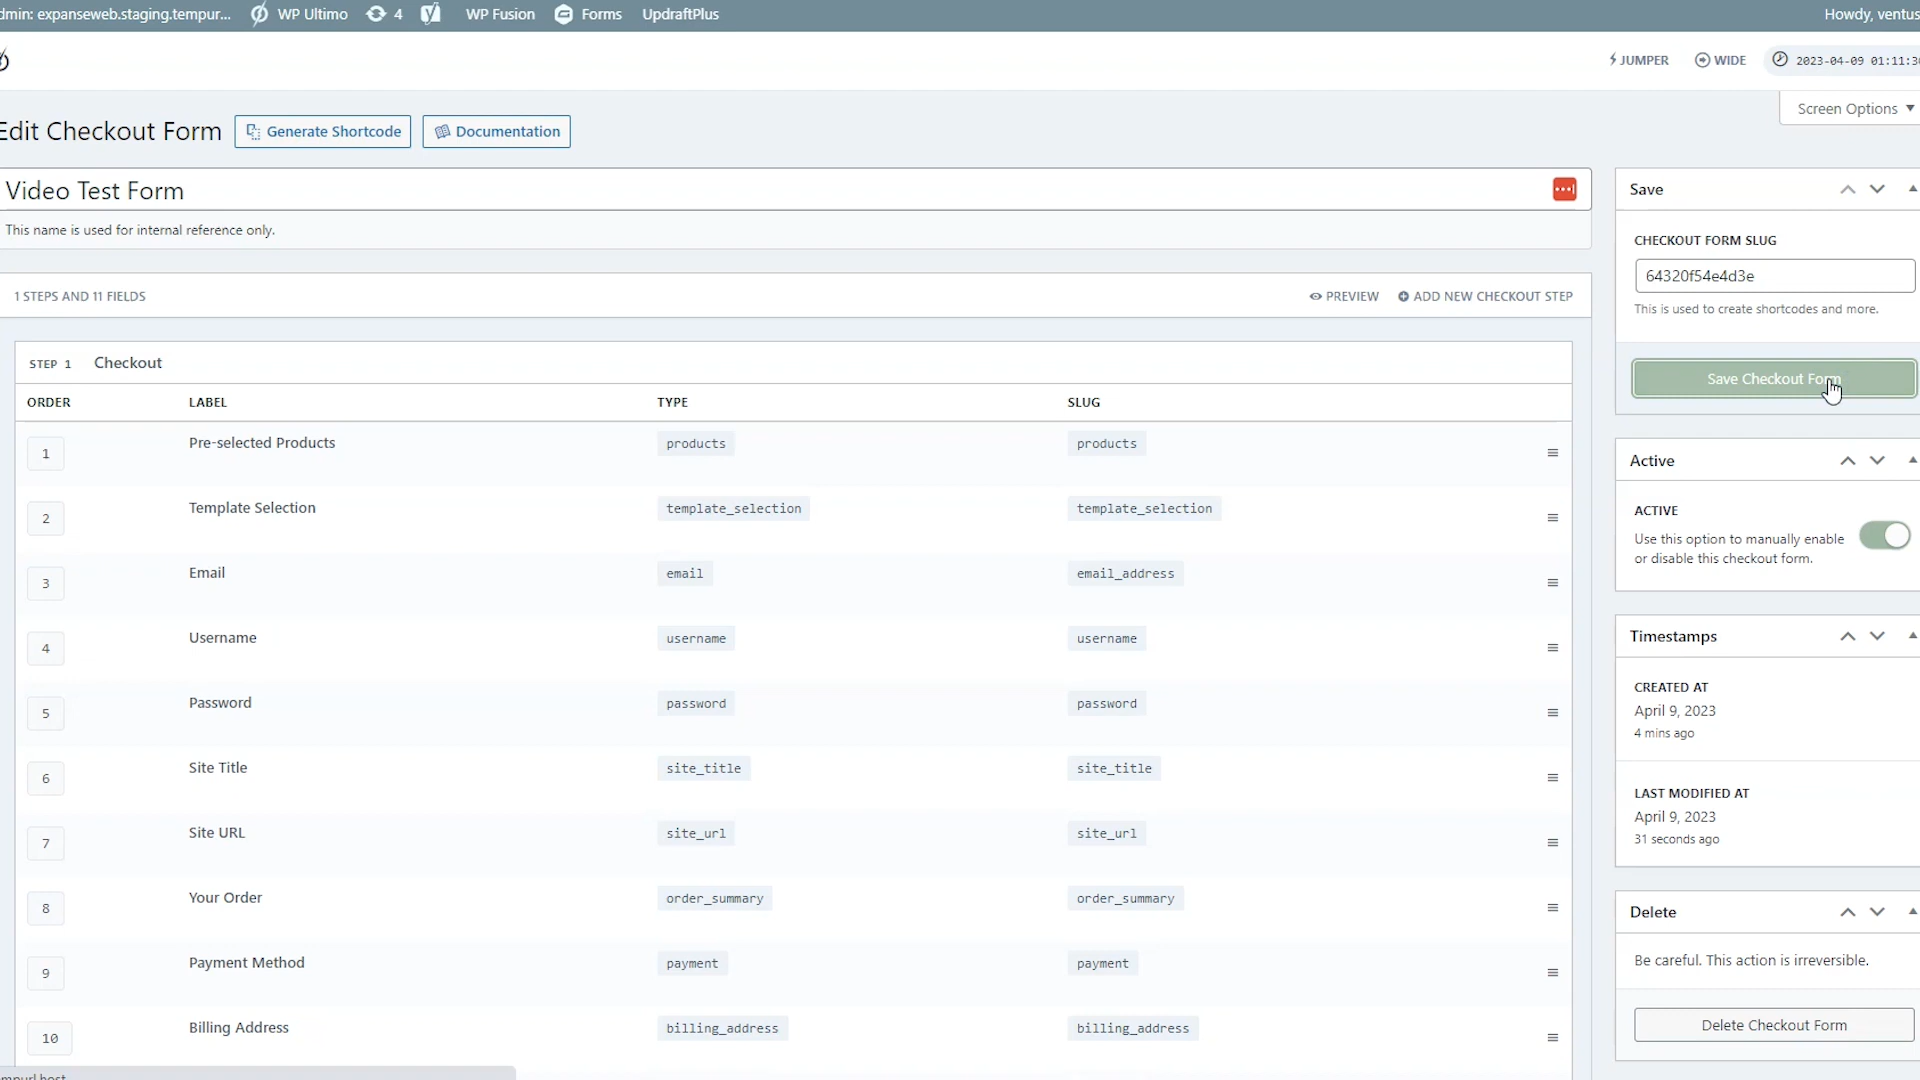 dmin: expanseweb.staging.tempur... WP Ultimo 4 WP Fusion Forms UpdraftPlus Howdy, ventus
JUMPER WIDE 2023-04-09 01:11:3
Screen Options
Edit Checkout Form Generate Shortcode Documentation
Video Test Form
This name is used for internal reference only.
1 STEPS AND 11 FIELDS PREVIEW ADD NEW CHECKOUT STEP
STEP 1 Checkout
ORDER LABEL TYPE SLUG
1 Pre-selected Products products products
2 Template Selection template_selection template_selection
3 Email email email_address
4 Username username username
5 Password password password
6 Site Title site_title site_title
7 Site URL site_url site_url
8 Your Order order_summary order_summary
9 Payment Method payment payment
10 Billing Address billing_address billing_address
Save
CHECKOUT FORM SLUG
64320f54e4d3e
This is used to create shortcodes and more.
Save Checkout Form
Active
ACTIVE
Use this option to manually enable
or disable this checkout form.
Timestamps
CREATED AT
April 9, 2023
4 mins ago
LAST MODIFIED AT
April 9, 2023
31 seconds ago
Delete
Be careful. This action is irreversible.
Delete Checkout Form